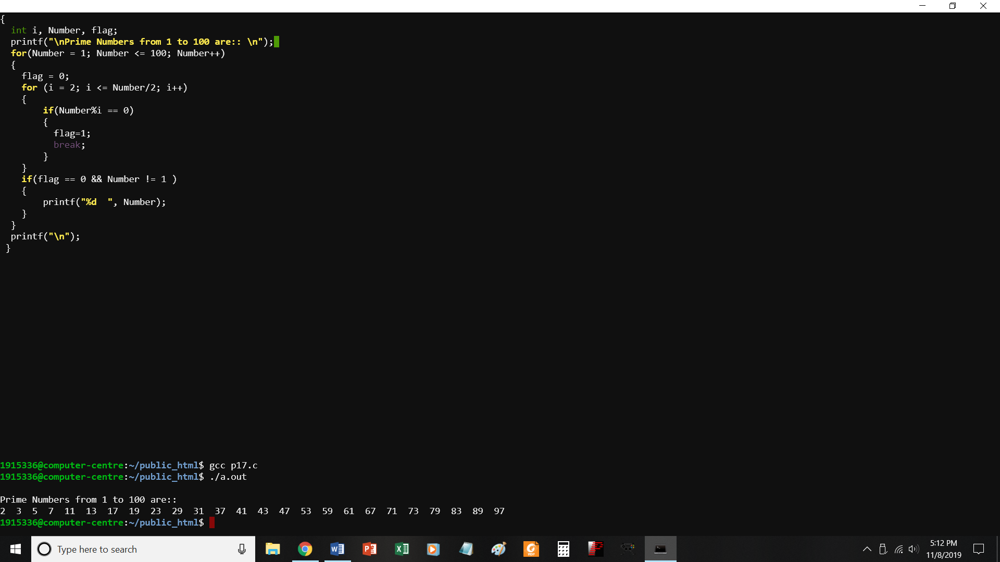 {
  int i, Number, flag;
  printf("\nPrime Numbers from 1 to 100 are:: \n");
  for(Number = 1; Number <= 100; Number++)
  {
    flag = 0;
    for (i = 2; i <= Number/2; i++)
    {
        if(Number%i == 0)
        {
          flag=1;
          break;
        }
    }
    if(flag == 0 && Number != 1 )
    {
        printf("%d  ", Number);
    }
  }
  printf("\n");
 }
1915336@computer-centre:~/public_html$ gcc p17.c
1915336@computer-centre:~/public_html$ ./a.out
Prime Numbers from 1 to 100 are::
2  3  5  7  11  13  17  19  23  29  31  37  41  43  47  53  59  61  67  71  73  79  83  89  97
1915336@computer-centre:~/public_html$
Type here to search
5:12 PM
11/8/2019